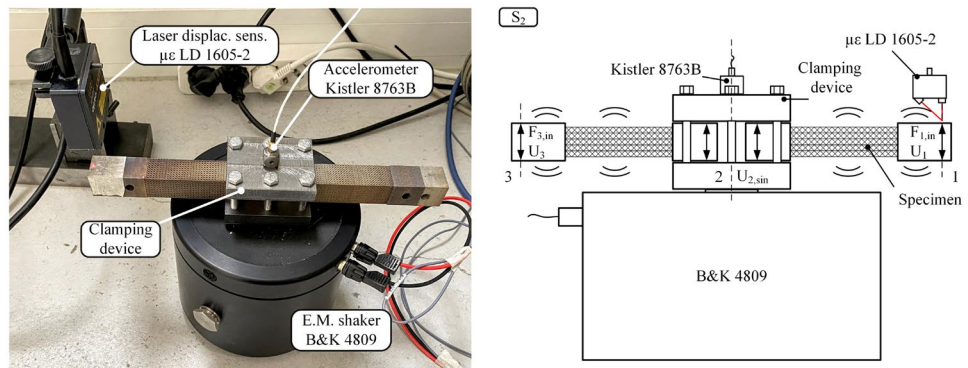 Laser displac. sens.
µε LD 1605-2
Accelerometer
Kistler 8763B
Clamping
device
E.M. shaker
B&K 4809
S₂
µε LD 1605-2
Kistler 8763B
Clamping
device
F₃,in
U₃
F₁,in
U₁
3
2
U₂,sin
1
Specimen
B&K 4809